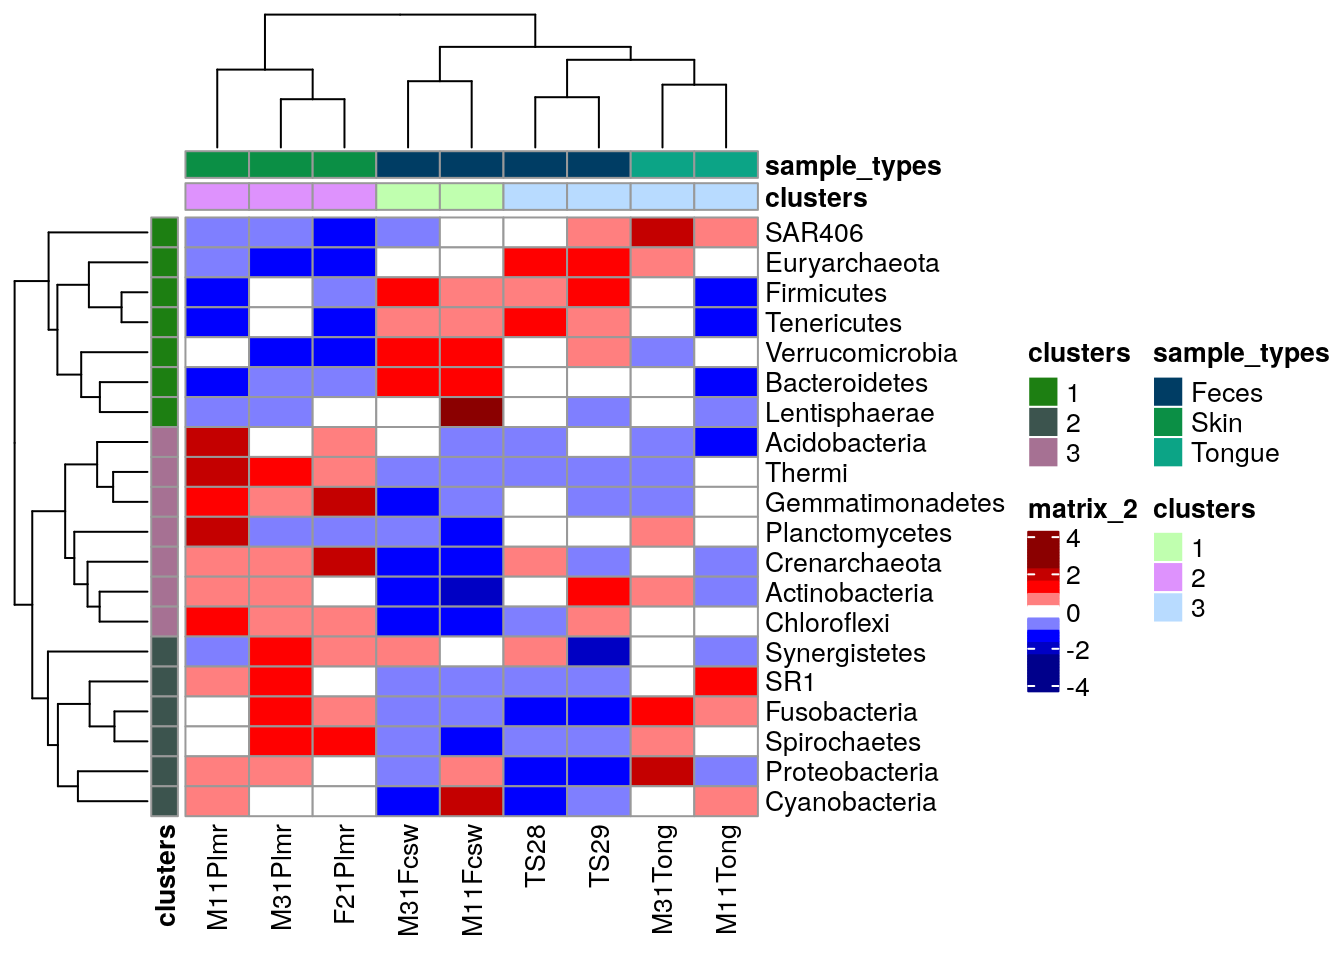 sample_types
clusters
SAR406
Euryarchaeota
Firmicutes
Tenericutes
Verrucomicrobia
Bacteroidetes
Lentisphaerae
Acidobacteria
Thermi
Gemmatimonadetes
Planctomycetes
Crenarchaeota
Actinobacteria
Chloroflexi
Synergistetes
SR1
Fusobacteria
Spirochaetes
Proteobacteria
Cyanobacteria
clusters
M11Plmr
M31Plmr
F21Plmr
M31Fcsw
M11Fcsw
TS28
TS29
M31Tong
M11Tong
clusters
1
2
3
sample_types
Feces
Skin
Tongue
matrix_2
4
2
0
-2
-4
clusters
1
2
3